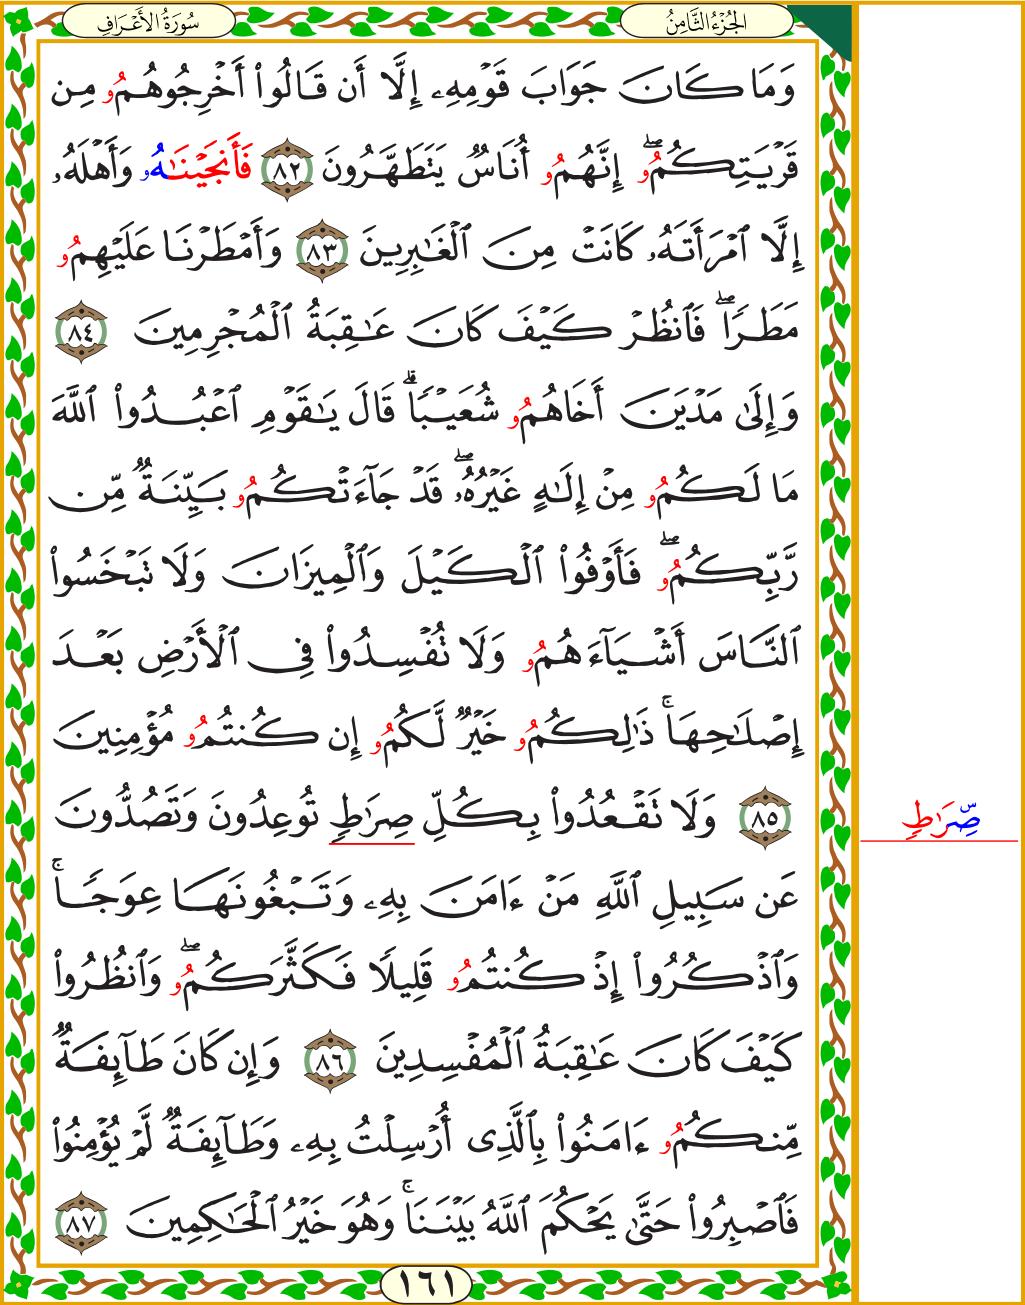 الجُزْءُ الثَّامِنُ
سُورَةُ الأَعْرَافِ
وَمَا كَانَ جَوَابَ قَوْمِهِۦ إِلَّا أَن قَالُوا۟ أَخْرِجُوهُمُۥ مِن
قَرْيَتِكُمُۥۖ إِنَّهُمُۥ أُنَاسٌ يَتَطَهَّرُونَ ٨٢ فَأَنجَيْنَٰهُۥ وَأَهْلَهُۥ
إِلَّا ٱمْرَأَتَهُۥ كَانَتْ مِنَ ٱلْغَٰبِرِينَ ٨٣ وَأَمْطَرْنَا عَلَيْهِمُۥ
مَطَرًاۖ فَٱنظُرْ كَيْفَ كَانَ عَٰقِبَةُ ٱلْمُجْرِمِينَ ٨٤
وَإِلَىٰ مَدْيَنَ أَخَاهُمُۥ شُعَيْبًاۗ قَالَ يَٰقَوْمِ ٱعْبُدُوا۟ ٱللَّهَ
مَا لَكُمُۥ مِنْ إِلَٰهٍ غَيْرُهُۥۖ قَدْ جَآءَتْكُمُۥ بَيِّنَةٌ مِّن
رَّبِّكُمُۥۖ فَأَوْفُوا۟ ٱلْكَيْلَ وَٱلْمِيزَانَ وَلَا تَبْخَسُوا۟
ٱلنَّاسَ أَشْيَآءَهُمُۥ وَلَا تُفْسِدُوا۟ فِى ٱلْأَرْضِ بَعْدَ
إِصْلَٰحِهَاۚ ذَٰلِكُمُۥ خَيْرٌ لَّكُمُۥ إِن كُنتُمُۥ مُؤْمِنِينَ
٨٥ وَلَا تَقْعُدُوا۟ بِكُلِّ صِرَٰطٍ تُوعِدُونَ وَتَصُدُّونَ
صِّرَٰطٍ
عَن سَبِيلِ ٱللَّهِ مَنْ ءَامَنَ بِهِۦ وَتَبْغُونَهَا عِوَجًاۚ
وَٱذْكُرُوا۟ إِذْ كُنتُمُۥ قَلِيلًا فَكَثَّرَكُمُۥۖ وَٱنظُرُوا۟
كَيْفَ كَانَ عَٰقِبَةُ ٱلْمُفْسِدِينَ ٨٦ وَإِن كَانَ طَآئِفَةٌ
مِّنكُمُۥ ءَامَنُوا۟ بِٱلَّذِى أُرْسِلْتُ بِهِۦ وَطَآئِفَةٌ لَّمْ يُؤْمِنُوا۟
فَٱصْبِرُوا۟ حَتَّىٰ يَحْكُمَ ٱللَّهُ بَيْنَنَاۚ وَهُوَ خَيْرُ ٱلْحَٰكِمِينَ ٨٧
١٦١